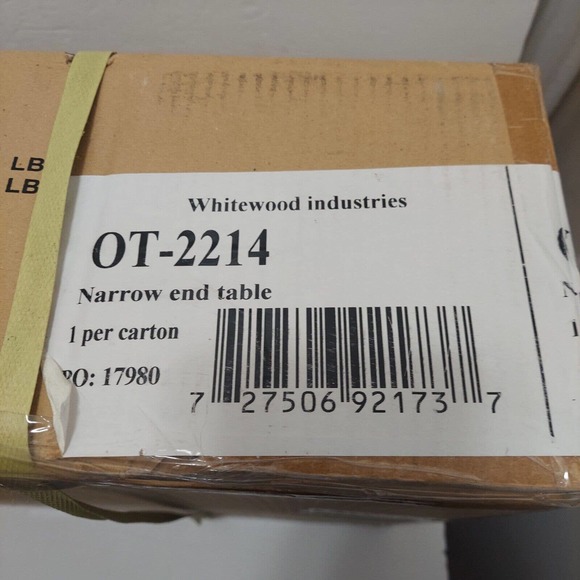 LB
LB
Whitewood industries
OT-2214
Narrow end table
1 per carton
PO: 17980
7 27506 92173 7